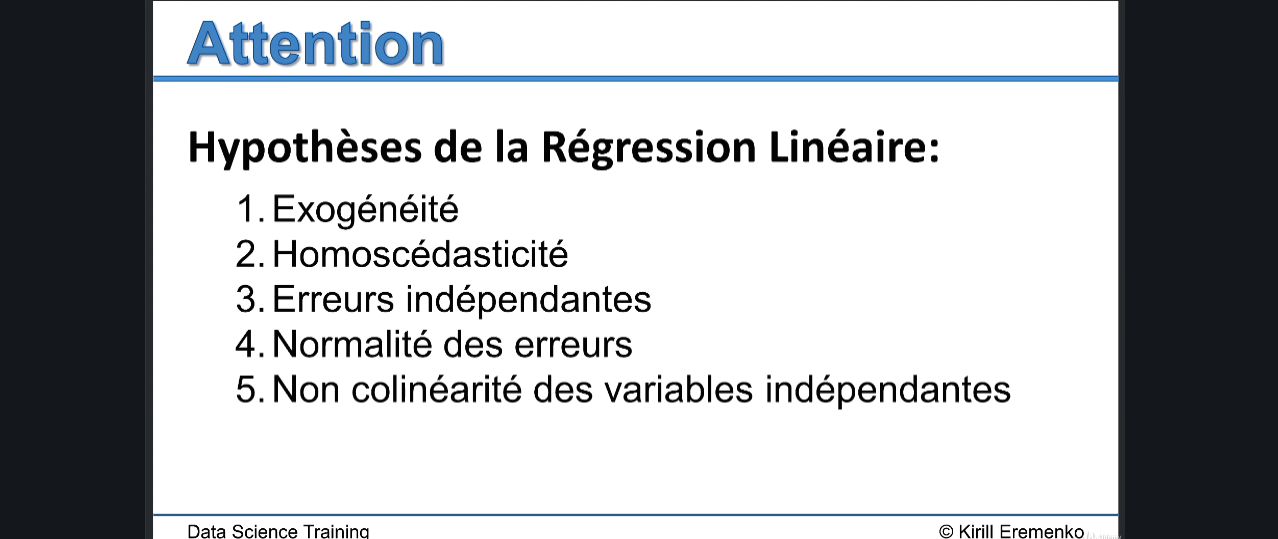 Attention
Hypothèses de la Régression Linéaire:
1. Exogénéité
2. Homoscédasticité
3. Erreurs indépendantes
4. Normalité des erreurs
5. Non colinéarité des variables indépendantes
Data Science Training
© Kirill Eremenko